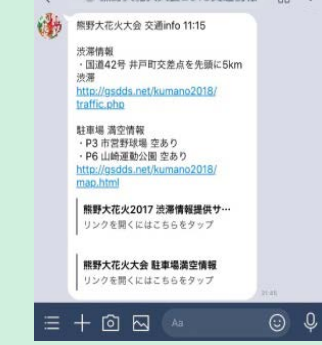 熊野大花火大会 交通info 11:15
渋滞情報
・国道42号 井戸町交差点を先頭に5km
渋滞
http://gsdds.net/kumano2018/
traffic.php
駐車場 満空情報
・P3 市営野球場 空あり
・P6 山崎運動公園 空あり
http://gsdds.net/kumano2018/
map.html
熊野大花火2017 渋滞情報提供サ…
リンクを開くにはこちらをタップ
熊野大花火大会 駐車場満空情報
リンクを開くにはこちらをタップ
Aa